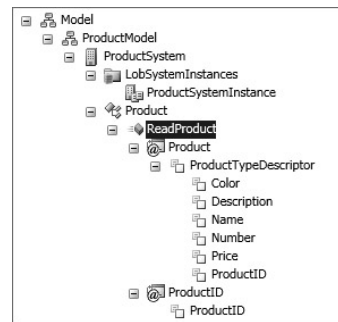 Model
ProductModel
ProductSystem
LobSystemInstances
ProductSystemInstance
Product
ReadProduct
Product
ProductTypeDescriptor
Color
Description
Name
Number
Price
ProductID
ProductID
ProductID